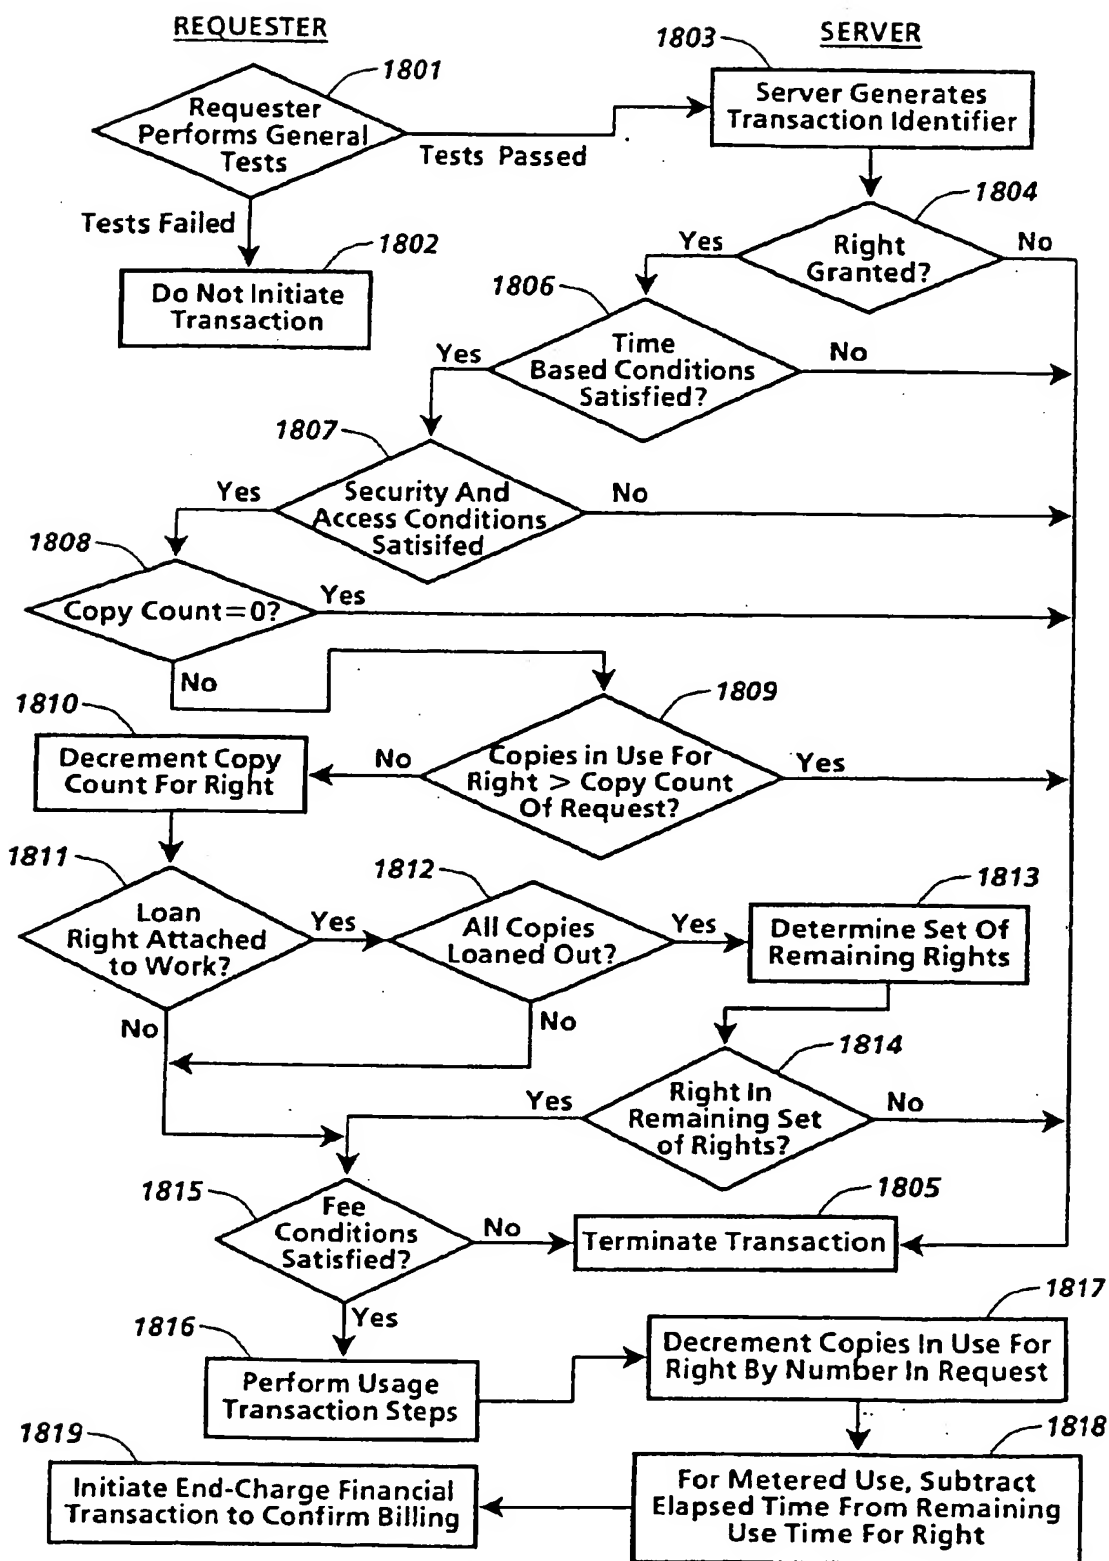 REQUESTER
SERVER
1801
1803
Requester
Performs General
Tests
Tests Passed
Server Generates
Transaction Identifier
Tests Failed
1802
Do Not Initiate
Transaction
1804
Yes
Right
Granted?
No
1806
Yes
Time
Based Conditions
Satisfied?
No
1807
Yes
Security And
Access Conditions
Satisifed
No
1808
Copy Count=0?
Yes
No
1809
1810
Decrement Copy
Count For Right
No
Copies in Use For
Right > Copy Count
Of Request?
Yes
1811
Loan
Right Attached
to Work?
Yes
No
1812
All Copies
Loaned Out?
Yes
No
1813
Determine Set Of
Remaining Rights
1814
Yes
Right In
Remaining Set
of Rights?
No
1815
Fee
Conditions
Satisfied?
No
Yes
1805
Terminate Transaction
1816
Perform Usage
Transaction Steps
1817
Decrement Copies In Use For
Right By Number In Request
1818
For Metered Use, Subtract
Elapsed Time From Remaining
Use Time For Right
1819
Initiate End-Charge Financial
Transaction to Confirm Billing